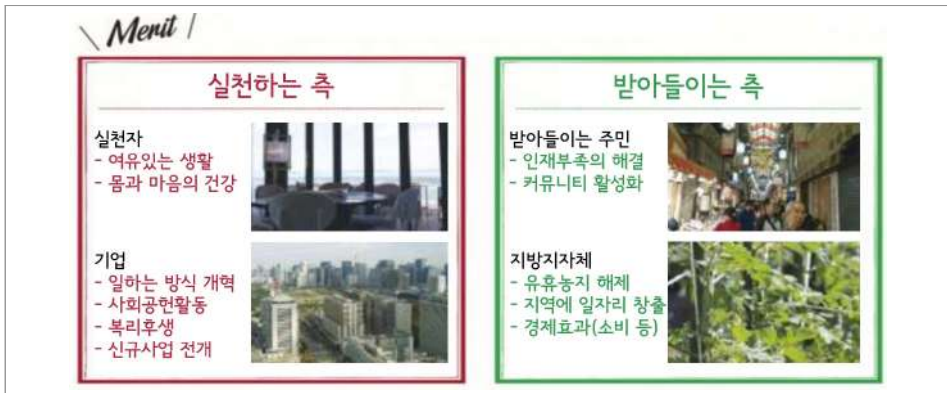 \ Merit /
실천하는 측
실천자
- 여유있는 생활
- 몸과 마음의 건강
기업
- 일하는 방식 개혁
- 사회공헌활동
- 복리후생
- 신규사업 전개
받아들이는 측
받아들이는 주민
- 인재부족의 해결
- 커뮤니티 활성화
지방지자체
- 유휴농지 해제
- 지역에 일자리 창출
- 경제효과(소비 등)